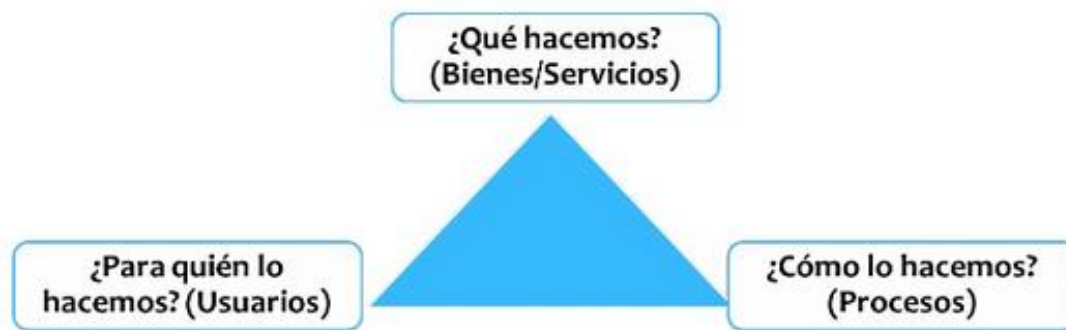 ¿Qué hacemos?
(Bienes/Servicios)
¿Para quién lo
hacemos? (Usuarios)
¿Cómo lo hacemos?
(Procesos)